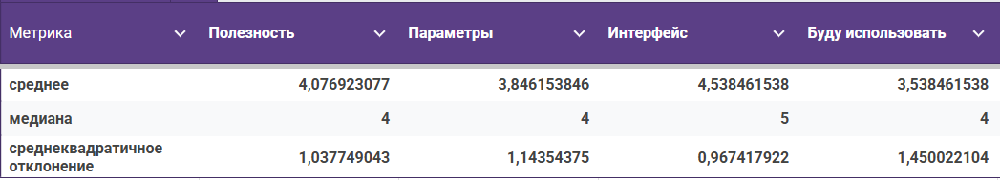 Метрика Полезность Параметры Интерфейс Буду использовать
среднее 4,076923077 3,846153846 4,538461538 3,538461538
медиана 4 4 5 4
среднеквадратичное
отклонение 1,037749043 1,14354375 0,967417922 1,450022104